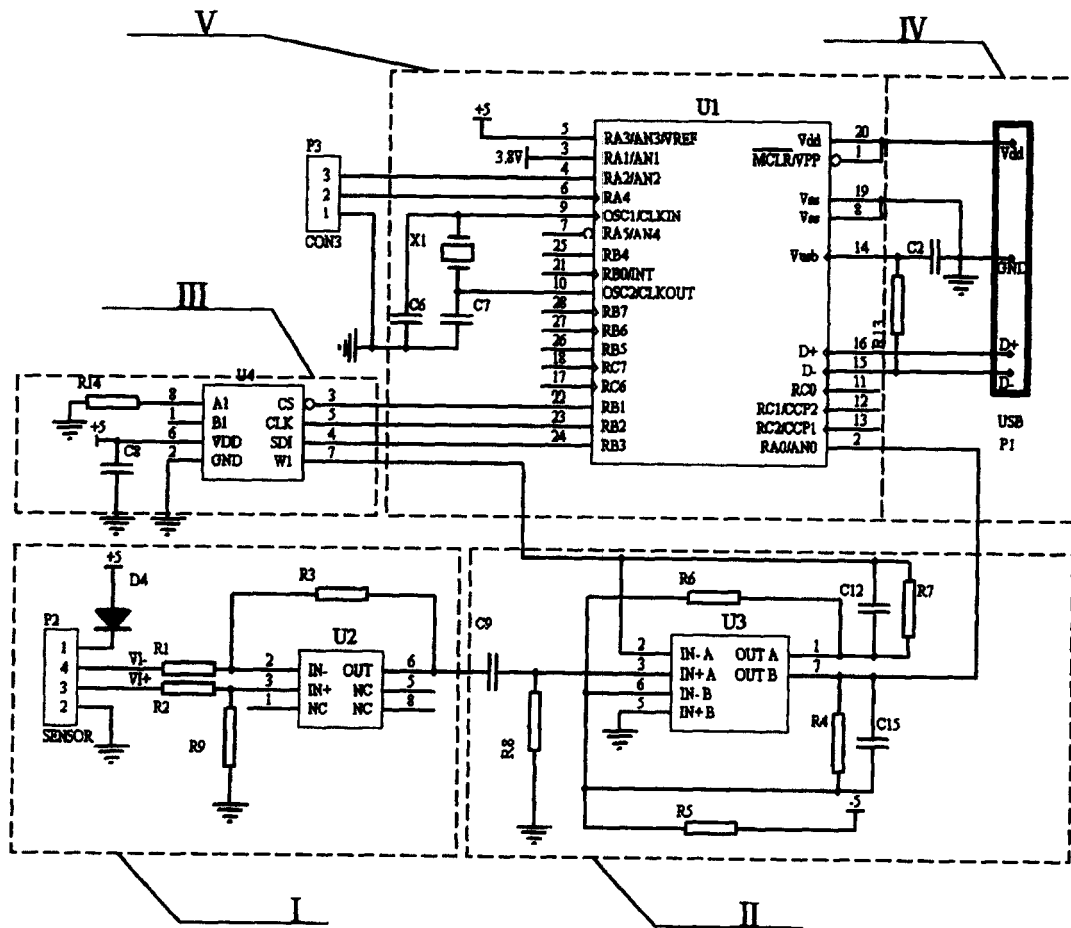 V
IV
U1
+5
5 RA3/AN3/VREF
3.8V 3 RA1/AN1
4 RA2/AN2
6 RA4
9 OSC1/CLKIN
7 RA5/AN4
25 RB4
21 RB0/INT
10 OSC2/CLKOUT
28 RB7
27 RB6
26 RB5
18 RC7
17 RC6
22 RB1
23 RB2
24 RB3
Vdd 20
MCLR/VPP 1
Vss 19
Vss 8
Vusb 14
D+ 16
D- 15
RC0 11
RC1/CCP2 12
RC2/CCP1 13
RA0/AN0 2
P3
3
2
1
CON3
X1
C6
C7
C2
R13
Vdd
GND
D+
D-
USB
P1
III
U4
R14
+5
C8
8 A1
1 B1
6 VDD
2 GND
CS 3
CLK 5
SDI 4
W1 7
+5
D4
P2
1
4
3
2
SENSOR
VI-
VI+
R1
R2
R9
R3
U2
2 IN-
3 IN+
1 NC
OUT 6
NC 5
NC 8
C9
R8
R6
U3
2 IN- A
3 IN+ A
6 IN- B
5 IN+ B
OUT A 1
OUT B 7
C12
R7
R4
C15
R5
-5
I
II